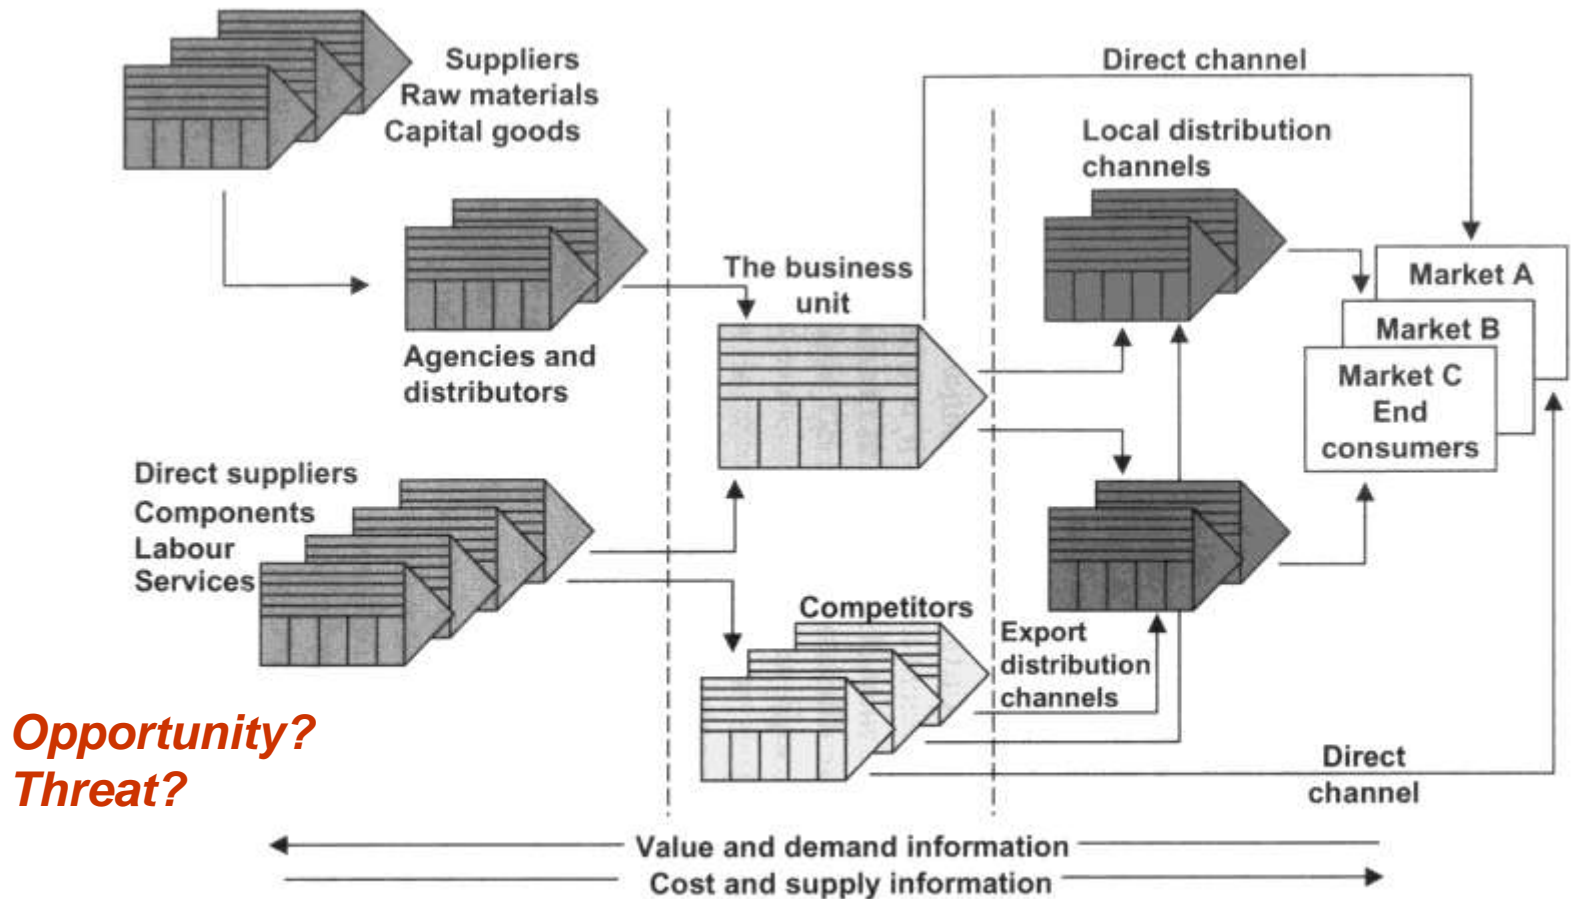 Suppliers
Raw materials
Capital goods
Direct channel
Local distribution
channels
The business
unit
Market A
Market B
Market C
End
consumers
Agencies and
distributors
Direct suppliers
Components
Labour
Services
Competitors
Export
distribution
channels
Opportunity?
Threat?
Direct
channel
Value and demand information
Cost and supply information